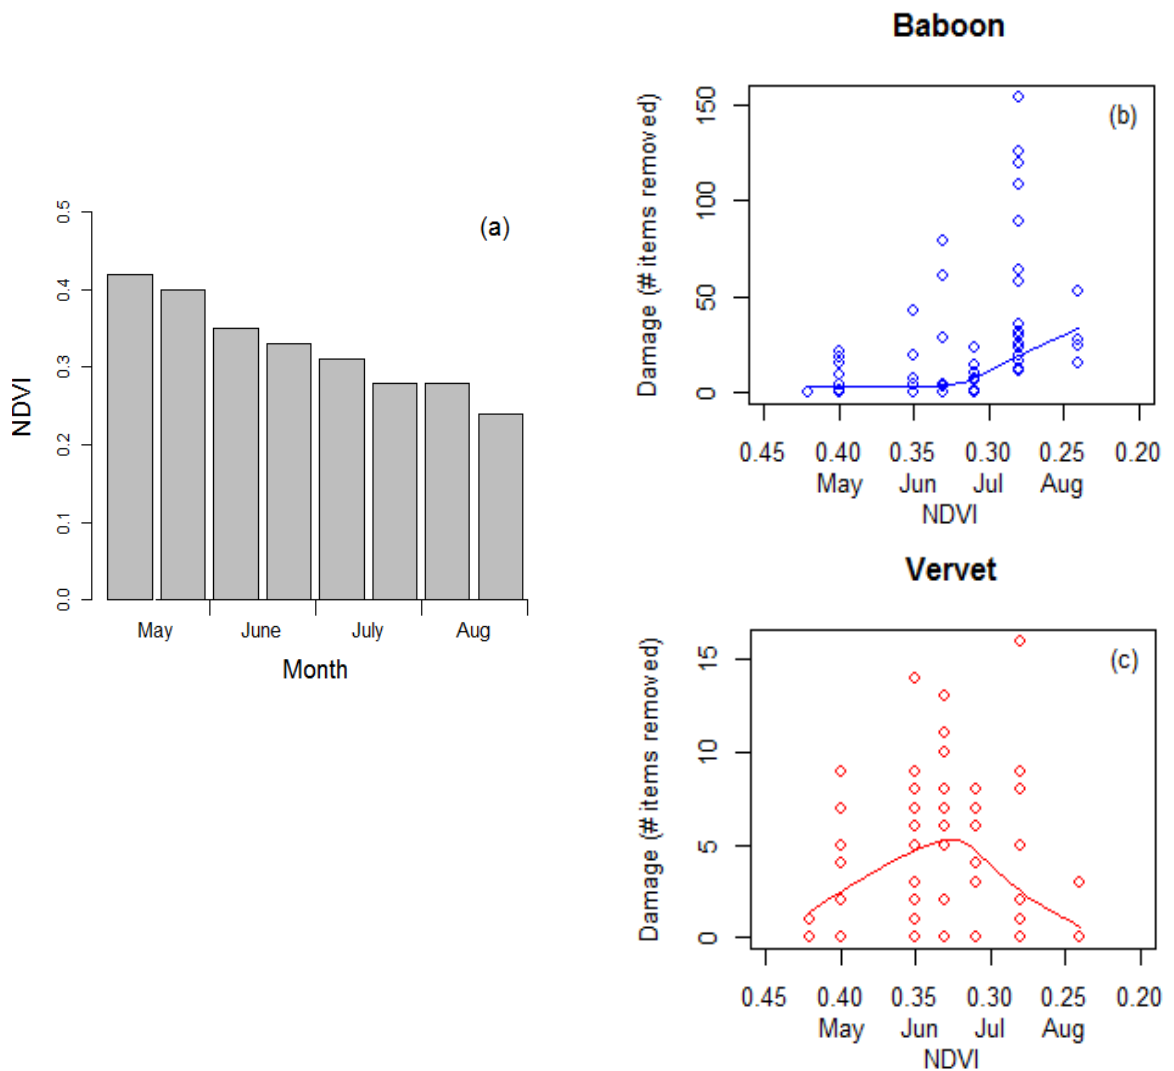 (a)
0.5
0.4
0.3
0.2
0.1
0.0
NDVI
May June July Aug
Month
Baboon
(b)
150
100
50
0
Damage (# items removed)
0.45 0.40 0.35 0.30 0.25 0.20
May Jun Jul Aug
NDVI
Vervet
(c)
15
10
5
0
Damage (# items removed)
0.45 0.40 0.35 0.30 0.25 0.20
May Jun Jul Aug
NDVI